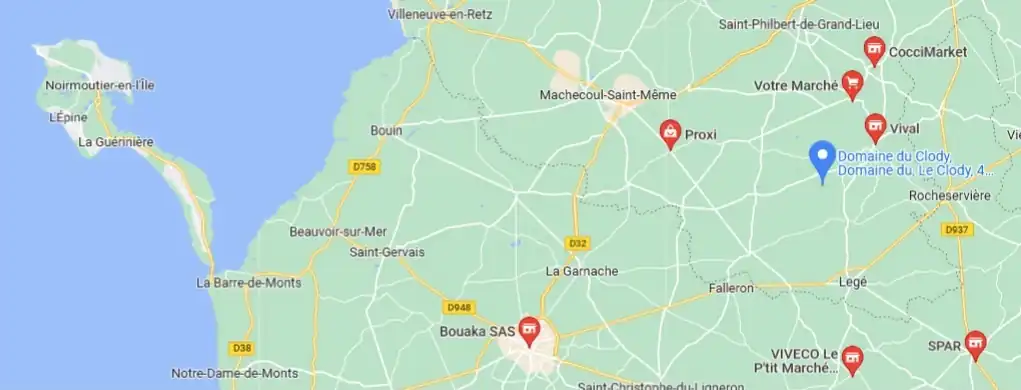 Villeneuve-en-Retz
Saint-Philbert-de-Grand-Lieu
CocciMarket
Noirmoutier-en-l'Île
Votre Marché
Machecoul-Saint-Même
L'Épine
Bouin
Proxi
Vival
La Guérinière
D758
Domaine du Clody,
Domaine du, Le Clody, 4...
Rocheservière
Beauvoir-sur-Mer
D937
Saint-Gervais
D32
La Garnache
La Barre-de-Monts
Legé
Falleron
D948
Bouaka SAS
D38
VIVECO Le
P'tit Marché...
SPAR
Notre-Dame-de-Monts
Saint-Christophe-du-Ligneron